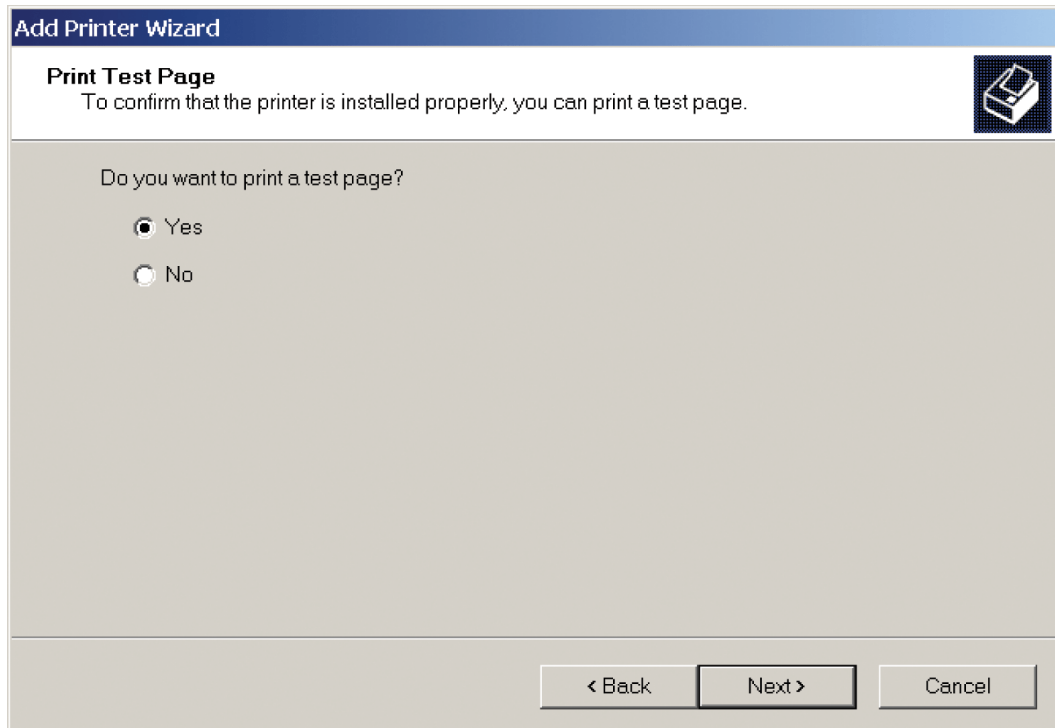 Add Printer Wizard
Print Test Page
To confirm that the printer is installed properly, you can print a test page.
Do you want to print a test page?
Yes
No
< Back Next > Cancel